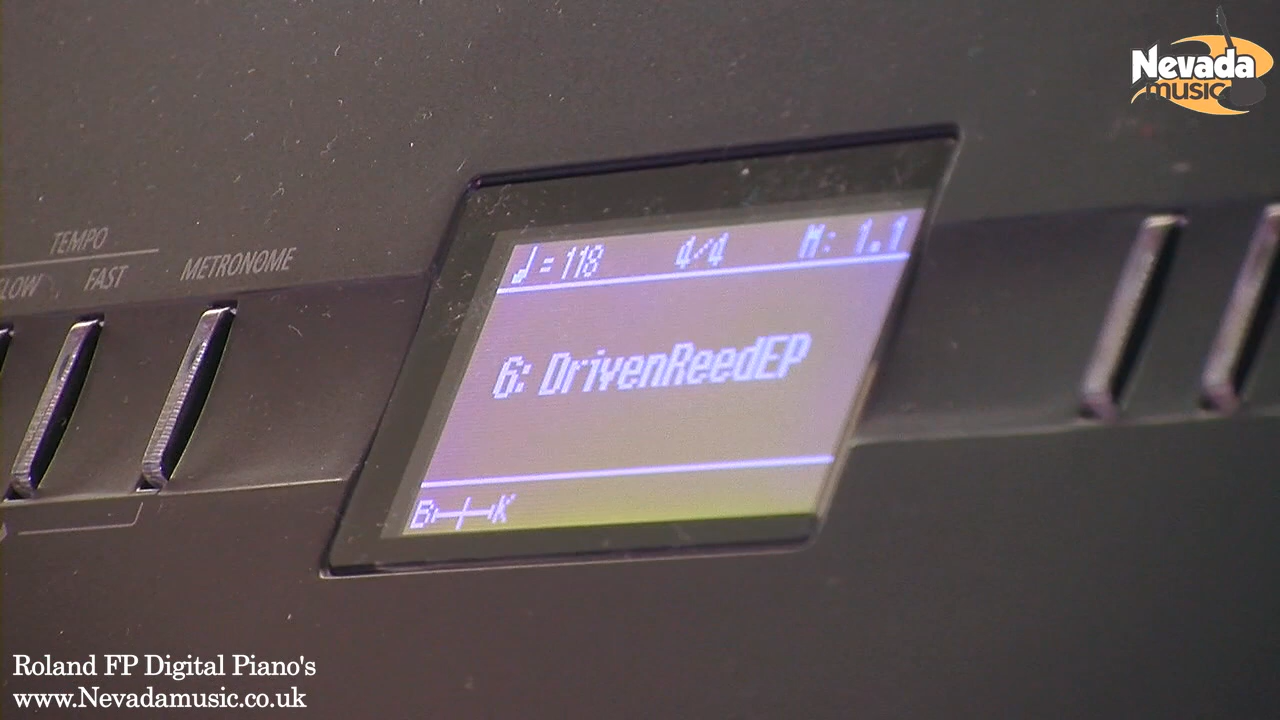 Nevada
music
TEMPO
LOW FAST METRONOME
♩= 118 4/4 M: 1.1
6: DrivenReedEP
B K
Roland FP Digital Piano's
www.Nevadamusic.co.uk